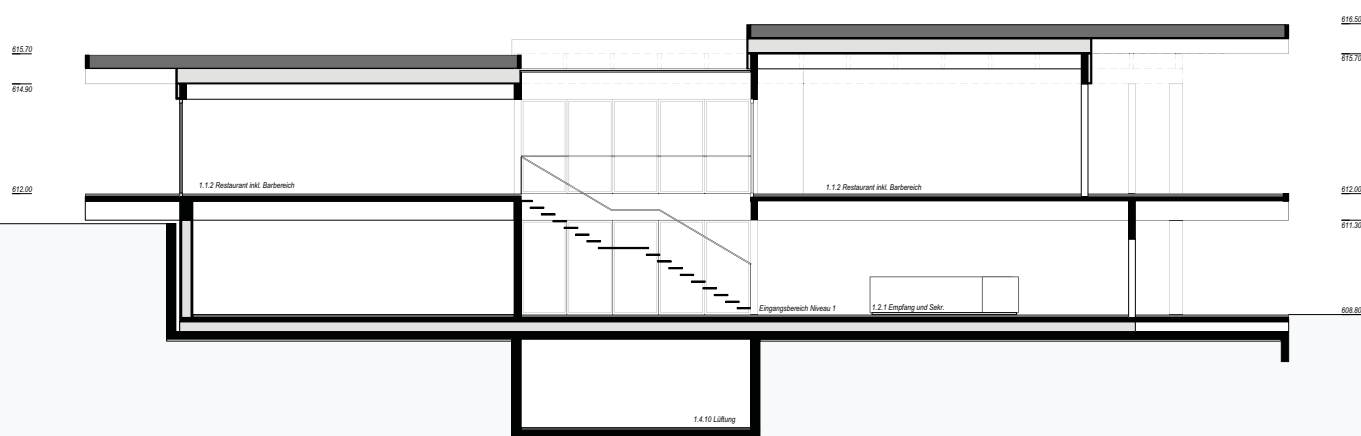 616.50
615.70
615.70
614.90
1.1.2 Restaurant inkl. Barbereich
1.1.2 Restaurant inkl. Barbereich
612.00
612.00
611.30
Eingangsbereich Niveau 1
1.2.1 Empfang und Sekr.
608.80
1.4.10 Lüftung